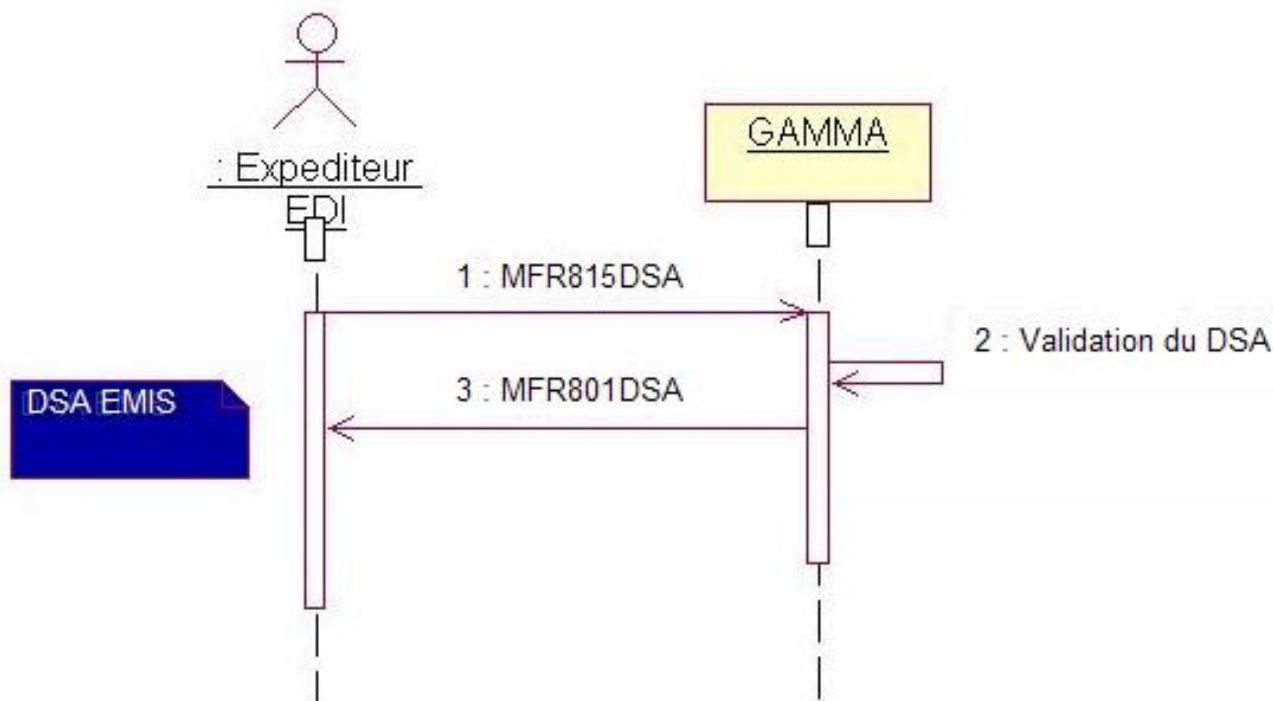 : Expediteur
EDI
GAMMA
1 : MFR815DSA
2 : Validation du DSA
3 : MFR801DSA
DSA EMIS